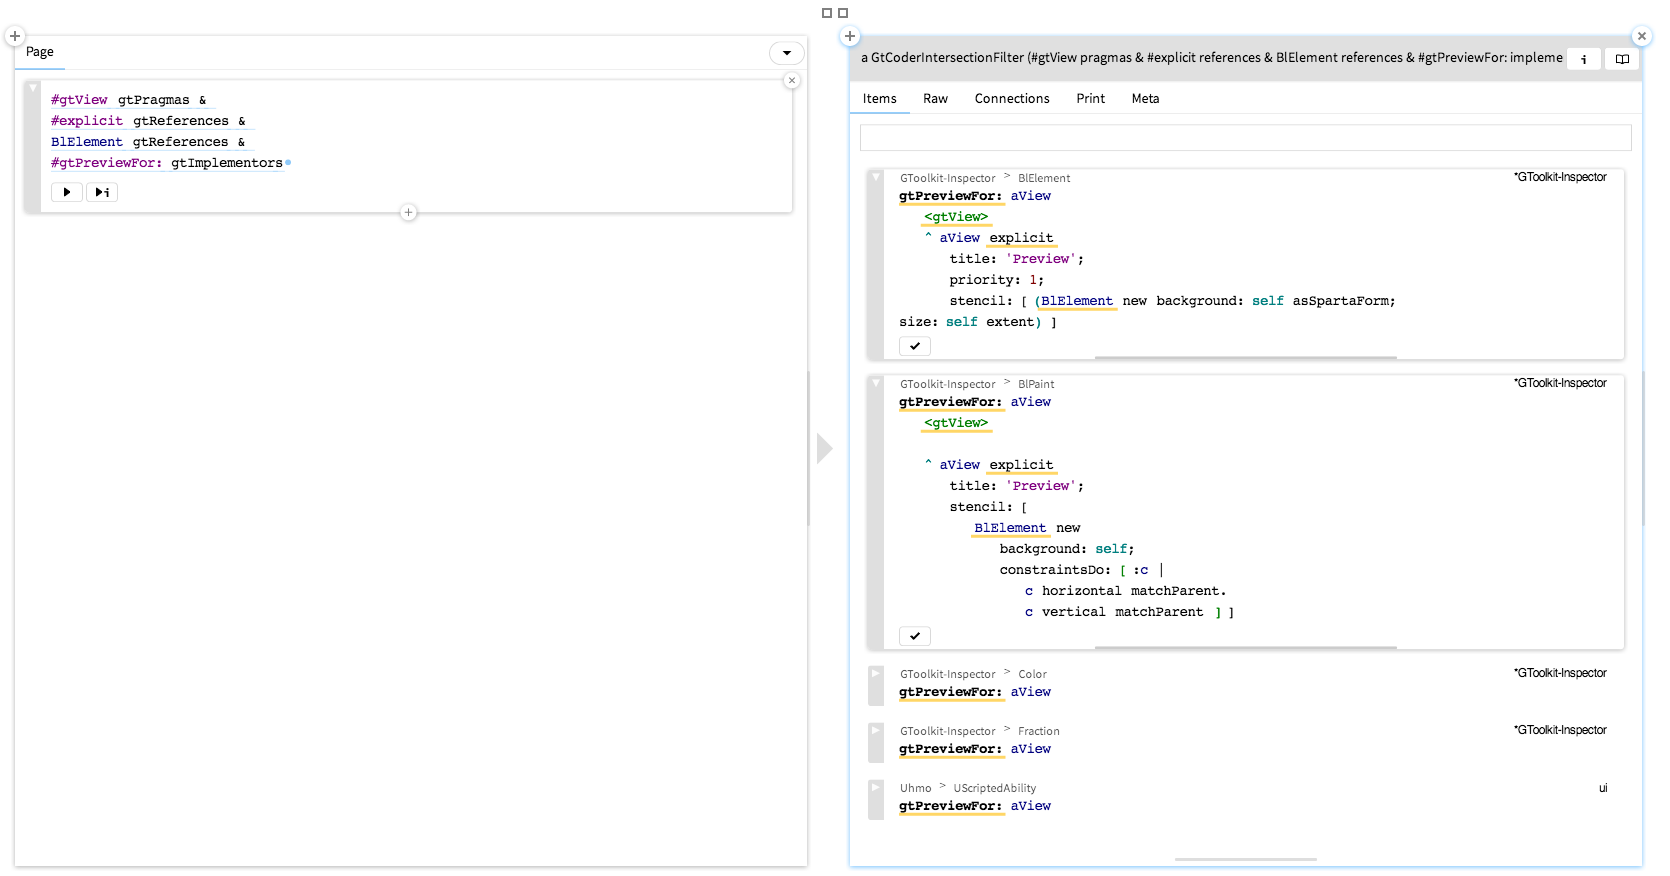 Page
#gtView gtPragmas &
#explicit gtReferences &
BlElement gtReferences &
#gtPreviewFor: gtImplementors
i
a GtCoderIntersectionFilter (#gtView pragmas & #explicit references & BlElement references & #gtPreviewFor: impleme
i
Items Raw Connections Print Meta
GToolkit-Inspector > BlElement *GToolkit-Inspector
gtPreviewFor: aView
<gtView>
^ aView explicit
title: 'Preview';
priority: 1;
stencil: [ (BlElement new background: self asSpartaForm;
size: self extent) ]
GToolkit-Inspector > BlPaint *GToolkit-Inspector
gtPreviewFor: aView
<gtView>
^ aView explicit
title: 'Preview';
stencil: [
BlElement new
background: self;
constraintsDo: [ :c |
c horizontal matchParent.
c vertical matchParent ] ]
GToolkit-Inspector > Color *GToolkit-Inspector
gtPreviewFor: aView
GToolkit-Inspector > Fraction *GToolkit-Inspector
gtPreviewFor: aView
Uhmo > UScriptedAbility ui
gtPreviewFor: aView